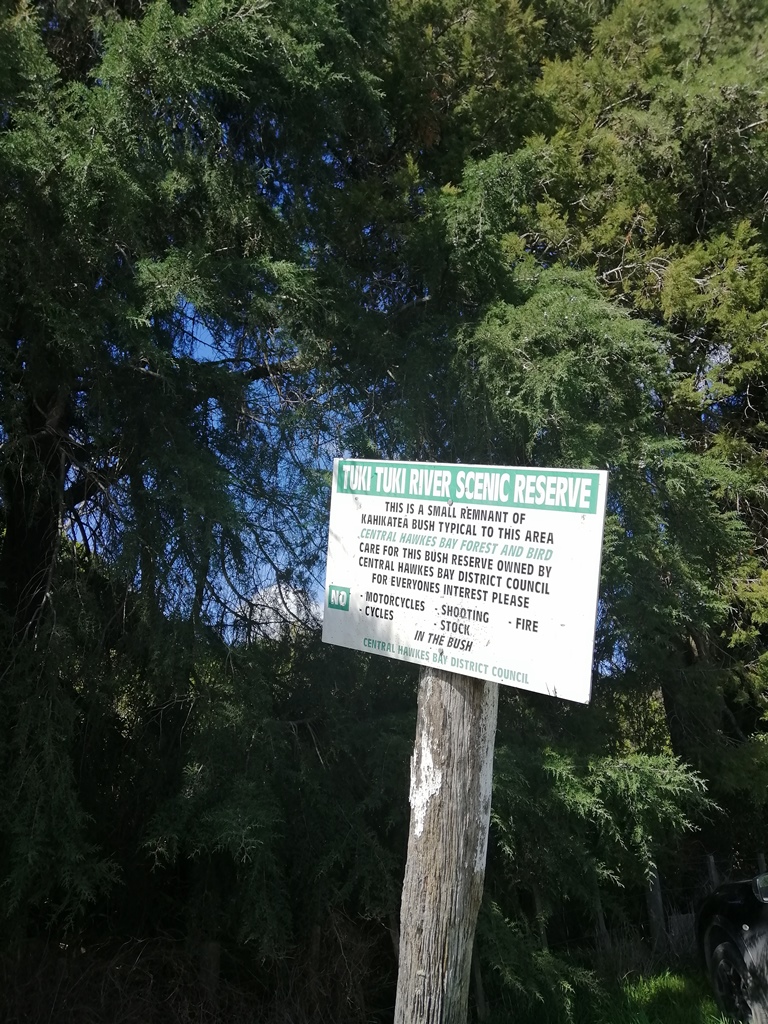 TUKI TUKI RIVER SCENIC RESERVE
THIS IS A SMALL REMNANT OF
KAHIKATEA BUSH TYPICAL TO THIS AREA
CENTRAL HAWKES BAY FOREST AND BIRD
CARE FOR THIS BUSH RESERVE OWNED BY
CENTRAL HAWKES BAY DISTRICT COUNCIL
FOR EVERYONES INTEREST PLEASE
NO - MOTORCYCLES - SHOOTING - FIRE
- CYCLES - STOCK
IN THE BUSH
CENTRAL HAWKES BAY DISTRICT COUNCIL